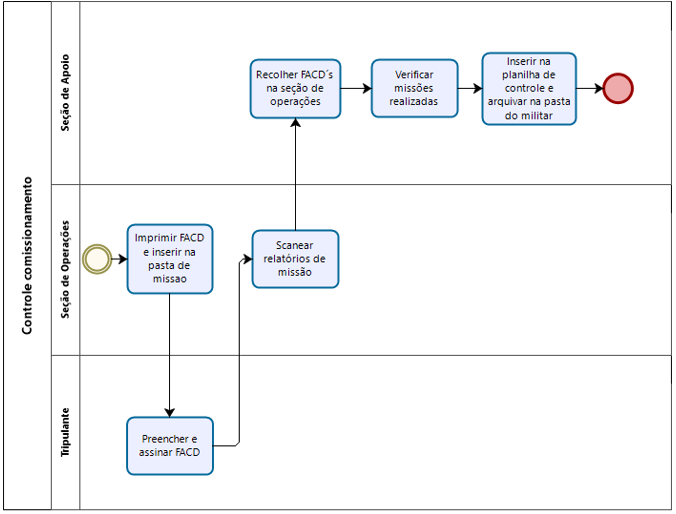 Controle comissionamento
Seção de Apoio
Recolher FACD´s
na seção de
operações
Verificar
missões
realizadas
Inserir na
planilha de
controle e
arquivar na pasta
do militar
Seção de Operações
Imprimir FACD
e inserir na
pasta de
missao
Scanear
relatórios de
missão
Tripulante
Preencher e
assinar FACD